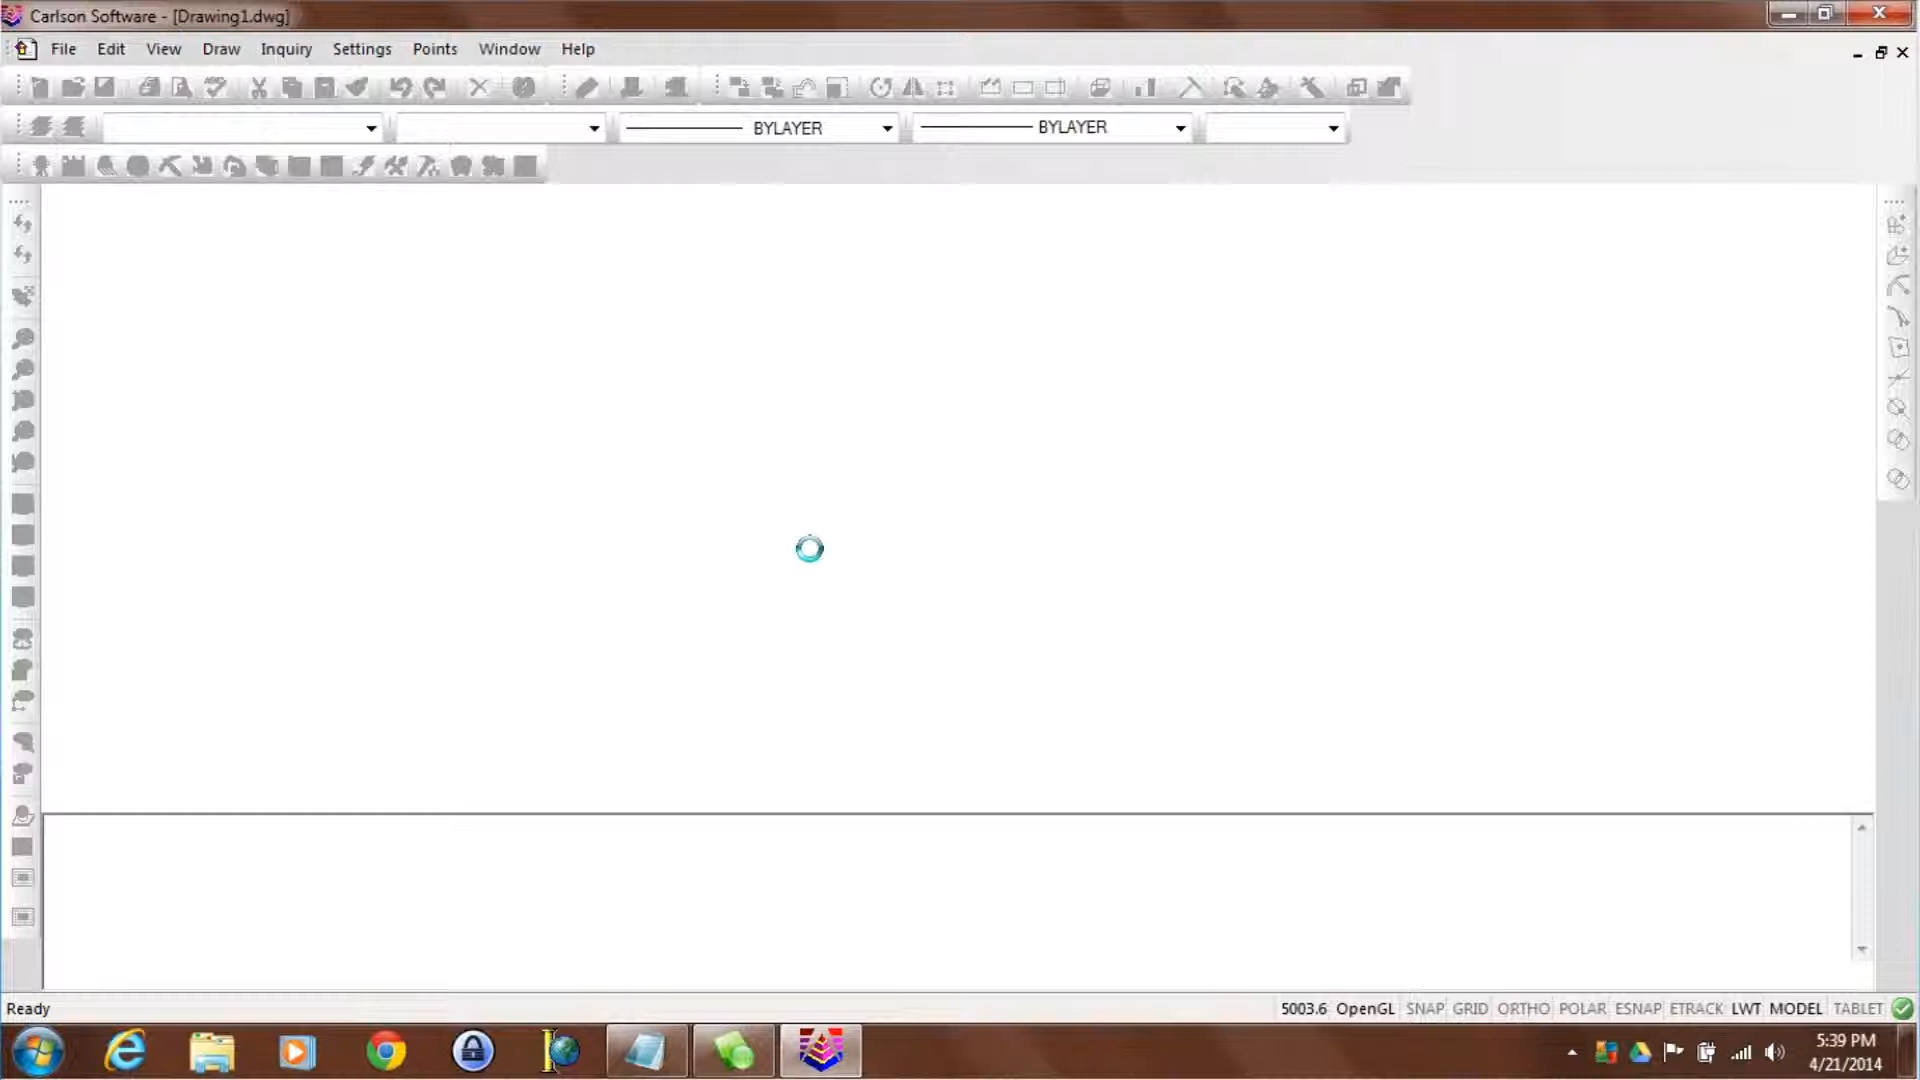 Carlson Software - [Drawing1.dwg]
File Edit View Draw Inquiry Settings Points Window Help
BYLAYER BYLAYER
Ready 5003.6 OpenGL SNAP GRID ORTHO POLAR ESNAP ETRACK LWT MODEL TABLET
5:39 PM
4/21/2014